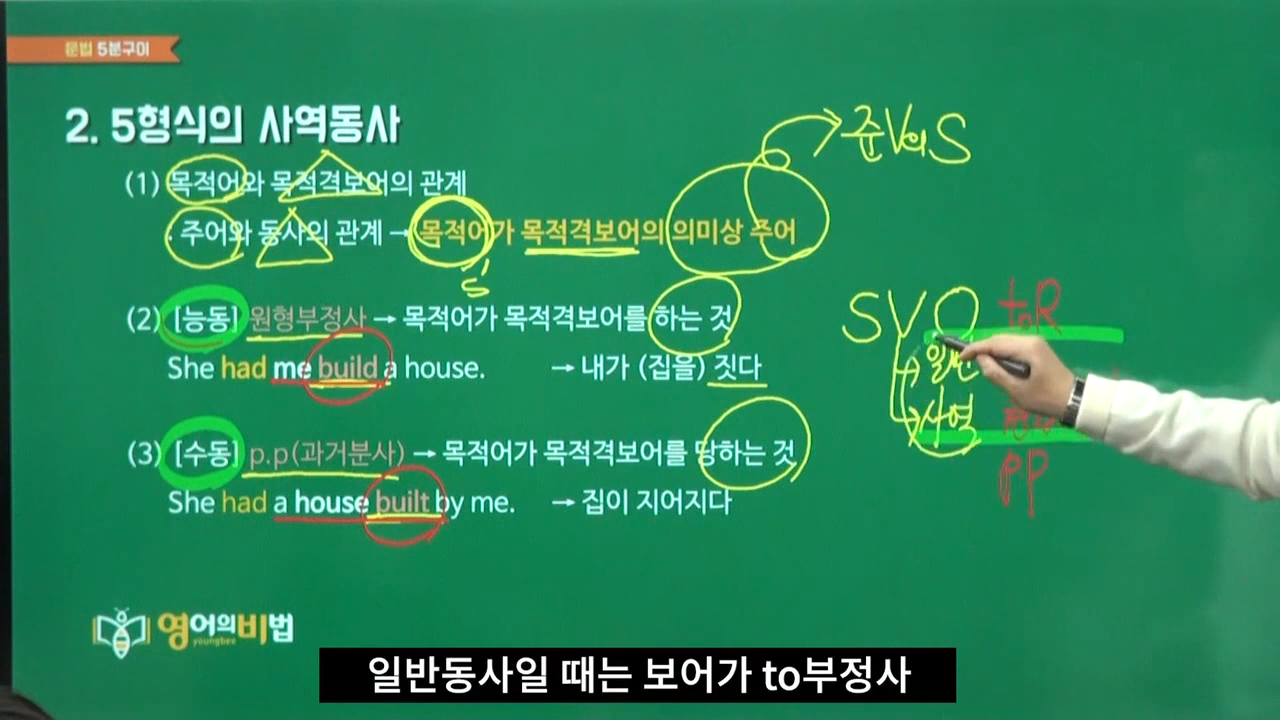 문법 5분구이
2. 5형식의 사역동사
(1) 목적어와 목적격보어의 관계
. 주어와 동사의 관계 → 목적어가 목적격보어의 의미상 주어
S'
준V의 S
(2) [능동] 원형부정사 → 목적어가 목적격보어를 하는 것
She had me build a house. → 내가 (집을) 짓다
(3) [수동] p.p(과거분사) → 목적어가 목적격보어를 당하는 것
She had a house built by me. → 집이 지어지다
S V O toR
일반
사역
pp
영어의비법
youngbee
일반동사일 때는 보어가 to부정사